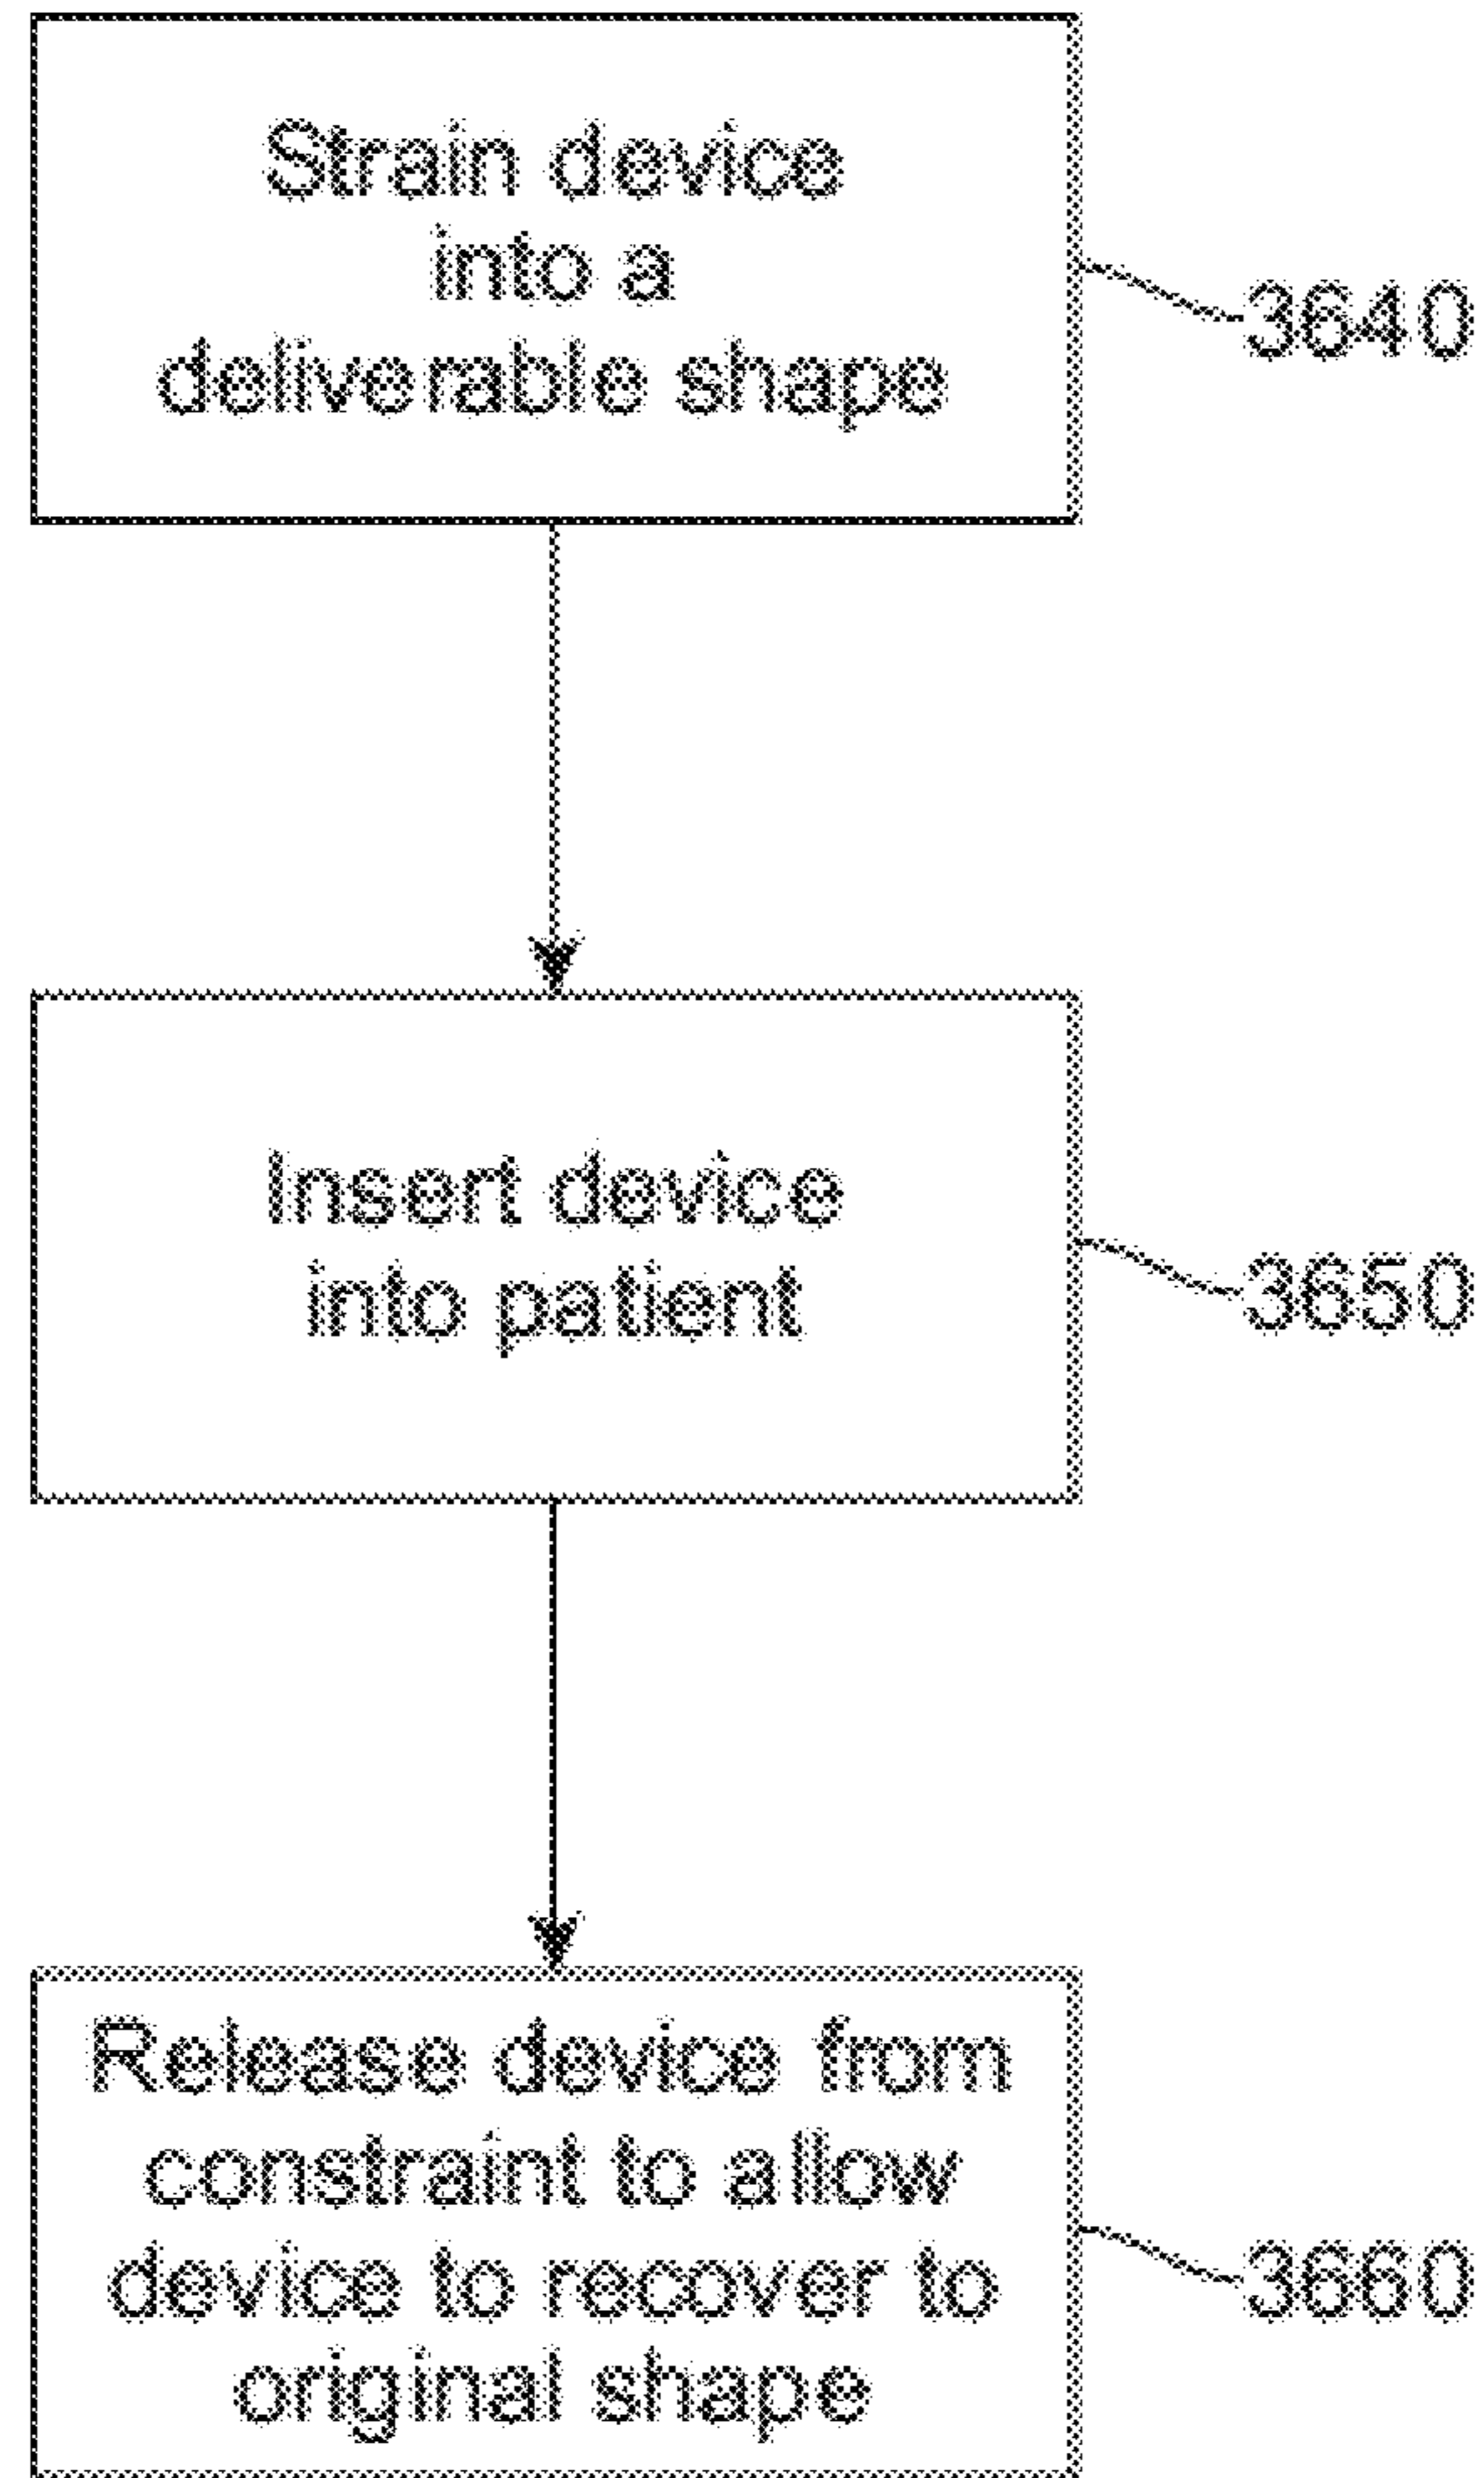 Strain device
into a
deliverable shape
3640
Insert device
into patient
3650
Release device from
constraint to allow
device to recover to
original shape
3660